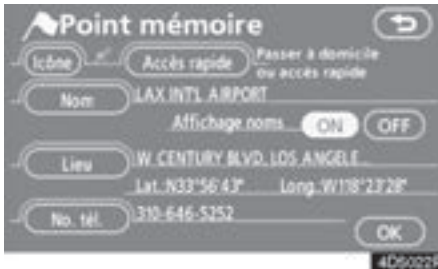 Point mémoire
Icône Accès rapide Passer à domicile
ou accès rapide
Nom LAX INT'L AIRPORT
Affichage noms ON OFF
Lieu W. CENTURY BLVD, LOS ANGELE...
Lat.:N33°56'43" Long.:W118°23'28"
No. tél. 310-646-5252
OK
4DS022F